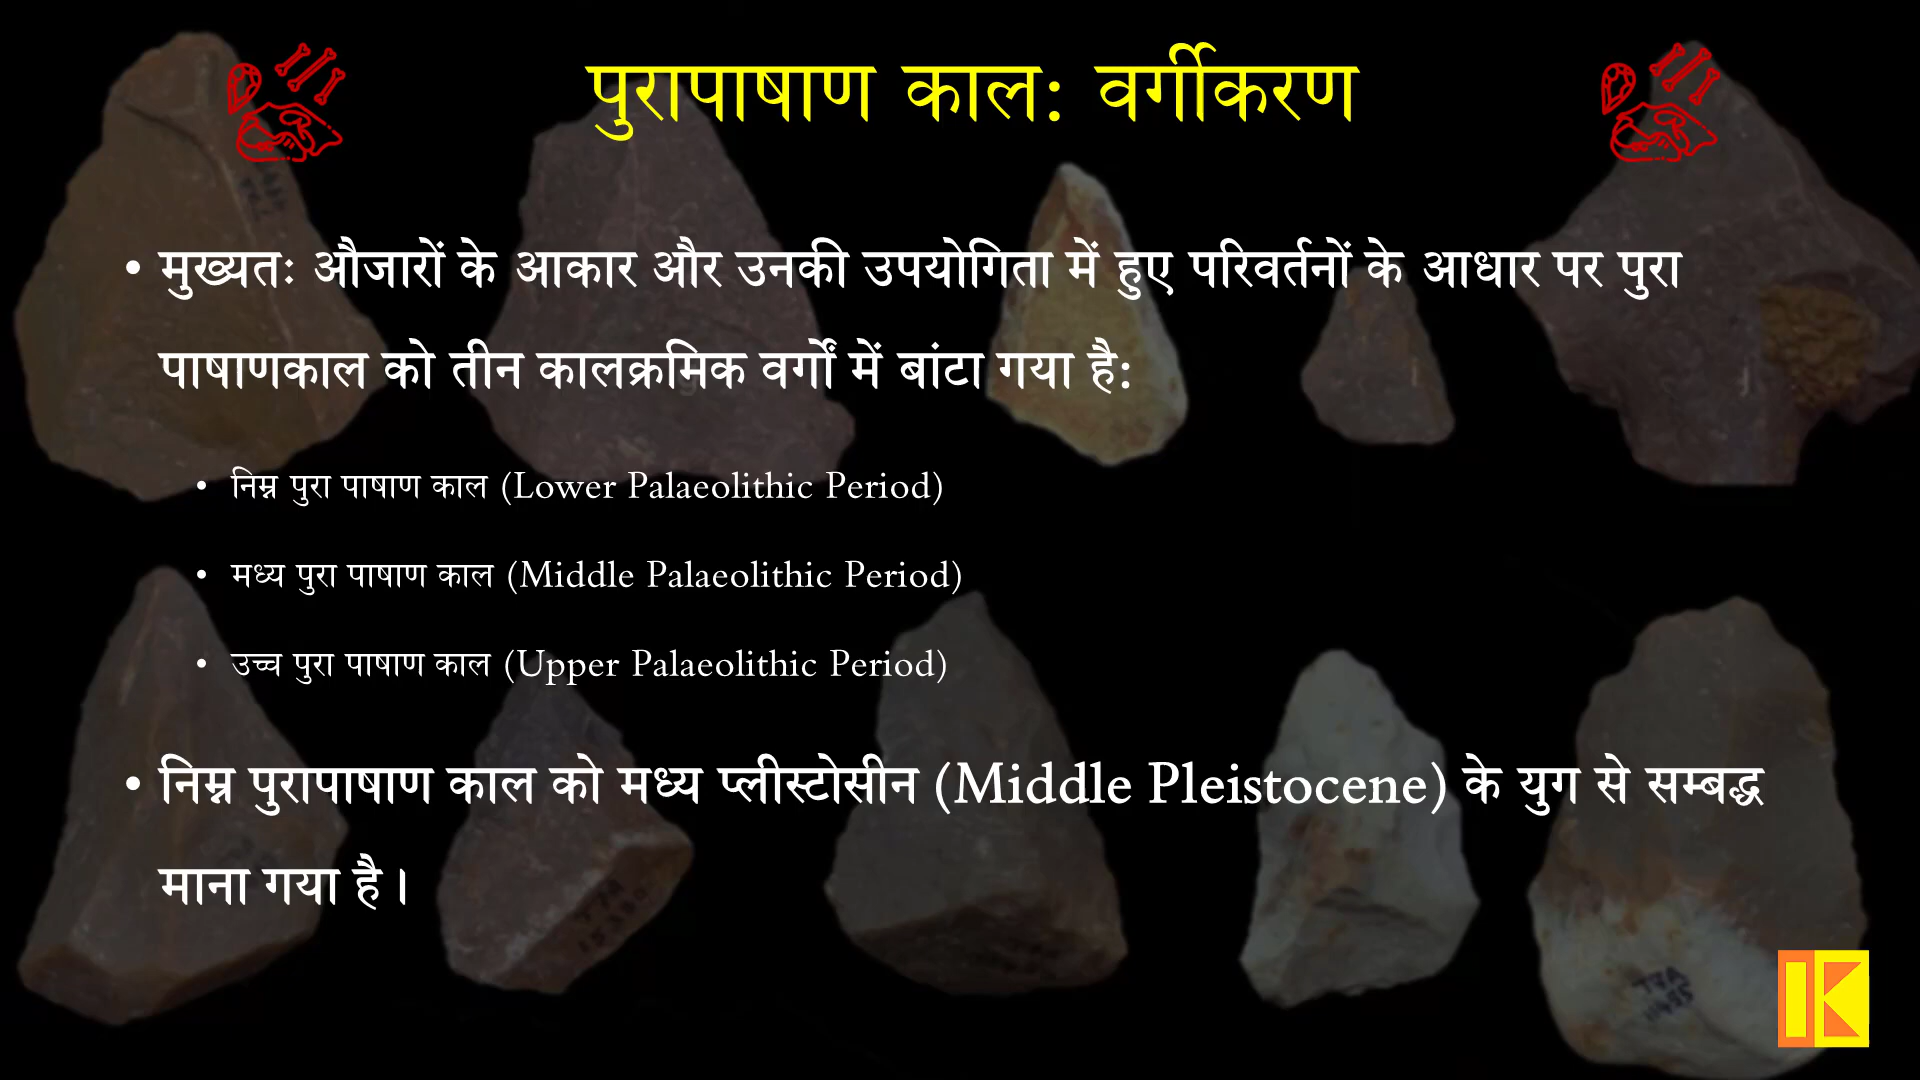 पुरापाषाण काल: वर्गीकरण
• मुख्यतः औजारों के आकार और उनकी उपयोगिता में हुए परिवर्तनों के आधार पर पुरा
पाषाणकाल को तीन कालक्रमिक वर्गों में बांटा गया है:
• निम्न पुरा पाषाण काल (Lower Palaeolithic Period)
• मध्य पुरा पाषाण काल (Middle Palaeolithic Period)
• उच्च पुरा पाषाण काल (Upper Palaeolithic Period)
• निम्न पुरापाषाण काल को मध्य प्लीस्टोसीन (Middle Pleistocene) के युग से सम्बद्ध
माना गया है।
IK